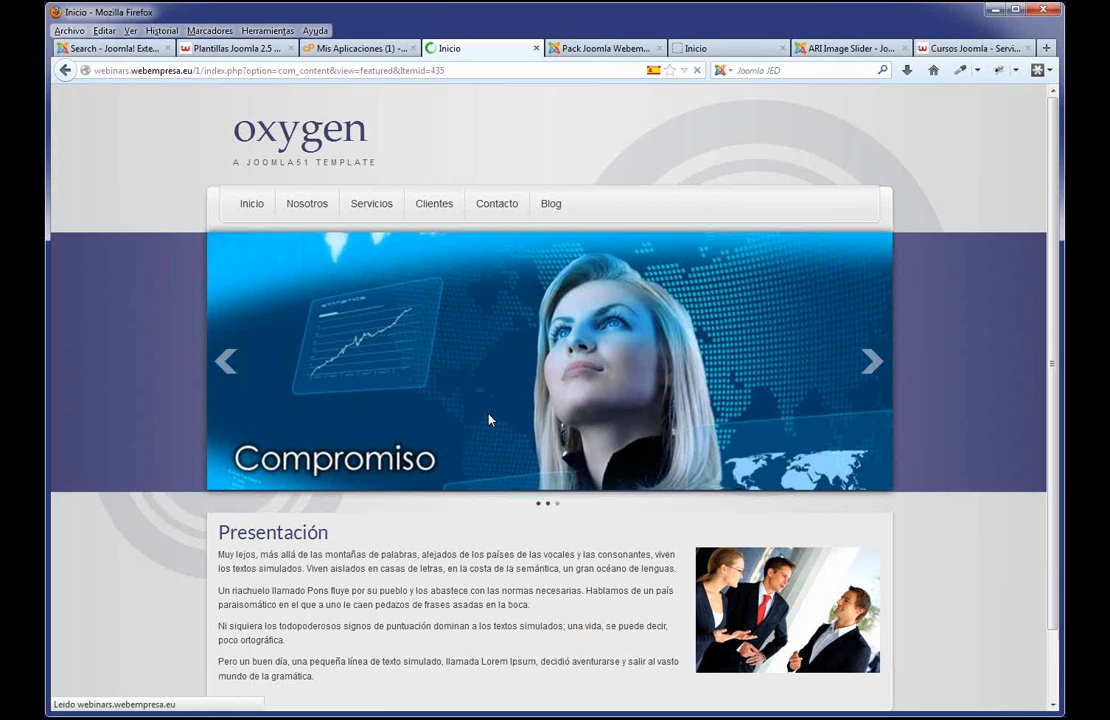 Inicio - Mozilla Firefox
Archivo Editar Ver Historial Marcadores Herramientas Ayuda
Search - Joomla! Exte... Plantillas Joomla 2.5 ... Mis Aplicaciones (1) -... Inicio Pack Joomla Webem... Inicio ARI Image Slider - Jo... Cursos Joomla - Servi...
webinars.webempresa.eu/1/index.php?option=com_content&view=featured&Itemid=435 Joomla JED
oxygen
A JOOMLA51 TEMPLATE
Inicio Nosotros Servicios Clientes Contacto Blog
STATISTICS
Compromiso
Presentación
Muy lejos, más allá de las montañas de palabras, alejados de los países de las vocales y las consonantes, viven
los textos simulados. Viven aislados en casas de letras, en la costa de la semántica, un gran océano de lenguas.
Un riachuelo llamado Pons fluye por su pueblo y los abastece con las normas necesarias. Hablamos de un país
paraisomático en el que a uno le caen pedazos de frases asadas en la boca.
Ni siquiera los todopoderosos signos de puntuación dominan a los textos simulados; una vida, se puede decir,
poco ortográfica.
Pero un buen día, una pequeña línea de texto simulado, llamada Lorem Ipsum, decidió aventurarse y salir al vasto
mundo de la gramática.
Leido webinars.webempresa.eu